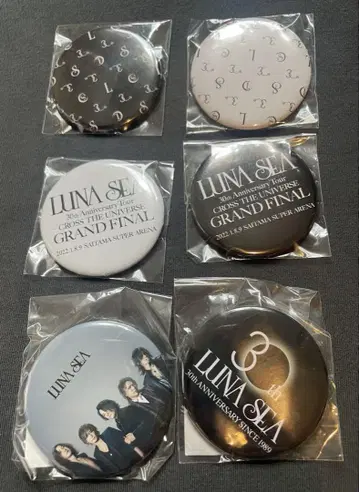 LUNA SEA
30th Anniversary Tour
CROSS THE UNIVERSE
GRAND FINAL
2022.1.8,9 SAITAMA SUPER ARENA
LUNA SEA
30th Anniversary Tour
CROSS THE UNIVERSE
GRAND FINAL
2022.1.8,9 SAITAMA SUPER ARENA
LUNA SEA
30th
LUNA SEA
30th ANNIVERSARY SINCE 1989